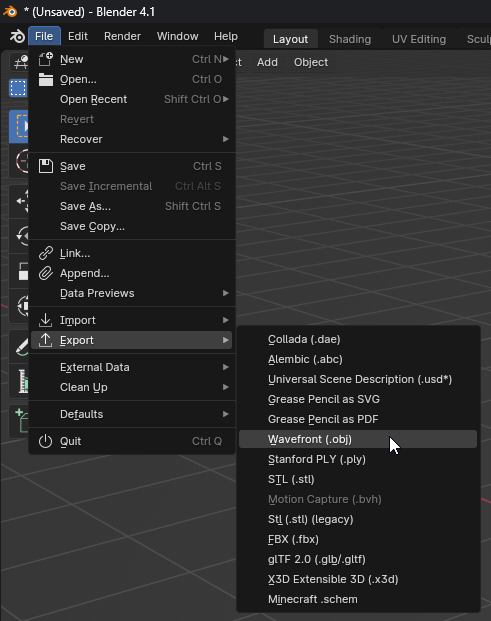 * (Unsaved) - Blender 4.1
File Edit Render Window Help Layout Shading UV Editing
Add Object
New Ctrl N
Open... Ctrl O
Open Recent Shift Ctrl O
Revert
Recover
Save Ctrl S
Save Incremental Ctrl Alt S
Save As... Shift Ctrl S
Save Copy...
Link...
Append...
Data Previews
Import
Export
External Data
Clean Up
Defaults
Quit Ctrl Q
Collada (.dae)
Alembic (.abc)
Universal Scene Description (.usd*)
Grease Pencil as SVG
Grease Pencil as PDF
Wavefront (.obj)
Stanford PLY (.ply)
STL (.stl)
Motion Capture (.bvh)
Stl (.stl) (legacy)
FBX (.fbx)
glTF 2.0 (.glb/.gltf)
X3D Extensible 3D (.x3d)
Minecraft .schem